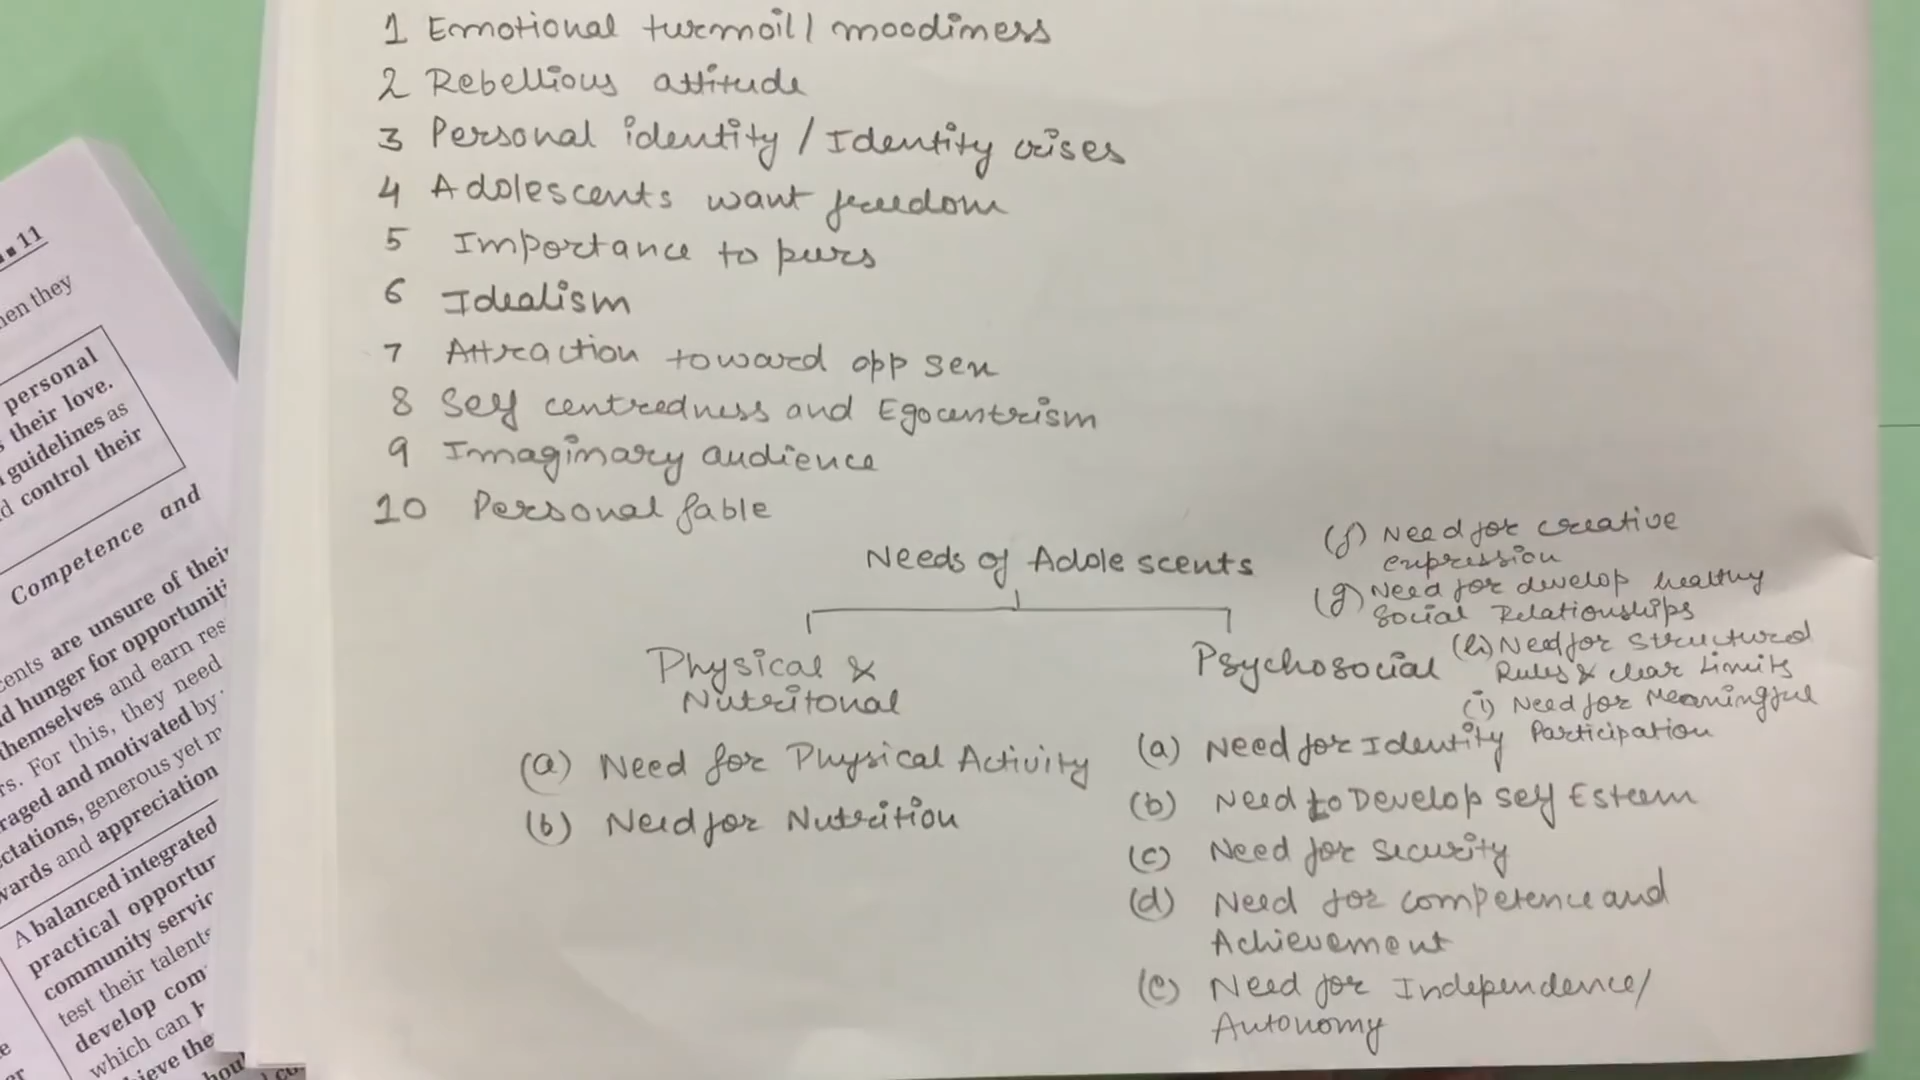 1 Emotional turmoil / moodiness
2 Rebellious attitude
3 Personal identity / Identity crises
4 Adolescents want freedom
5 Importance to peers
6 Idealism
7 Attraction toward opp sex
8 Self centredness and Egocentrism
9 Imaginary audience
10 Personal fable
Needs of Adolescents
Physical &
Nutritonal
(a) Need for Physical Activity
(b) Need for Nutrition
Psychosocial
(a) Need for Identity
(b) Need to Develop self Esteem
(c) Need for security
(d) Need for competence and
Achievement
(e) Need for Independence/
Autonomy
(f) Need for creative
expression
(g) Need for develop healthy
social Relationships
(h) Need for structured
Rules & clear Limits
(i) Need for Meaningful
Participation
11
they
personal
their love.
guidelines as
control their
Competence and
are unsure of their
hunger for
themselves and earn
For this, they need
and motivated by
generous yet
and appreciation
A balanced integrated
practical
community
test their talents
develop
which can
the